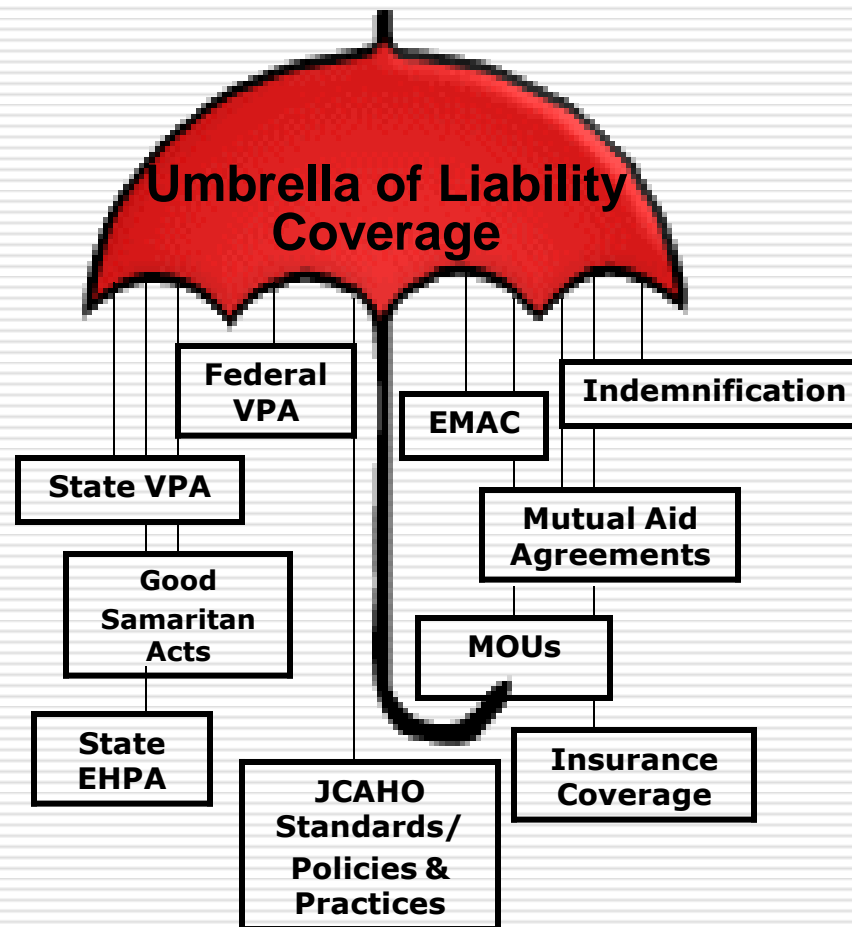 Umbrella of Liability
Coverage
Federal
VPA
Indemnification
EMAC
State VPA
Mutual Aid
Agreements
Good
Samaritan
Acts
MOUs
State
EHPA
Insurance
Coverage
JCAHO
Standards/
Policies &
Practices